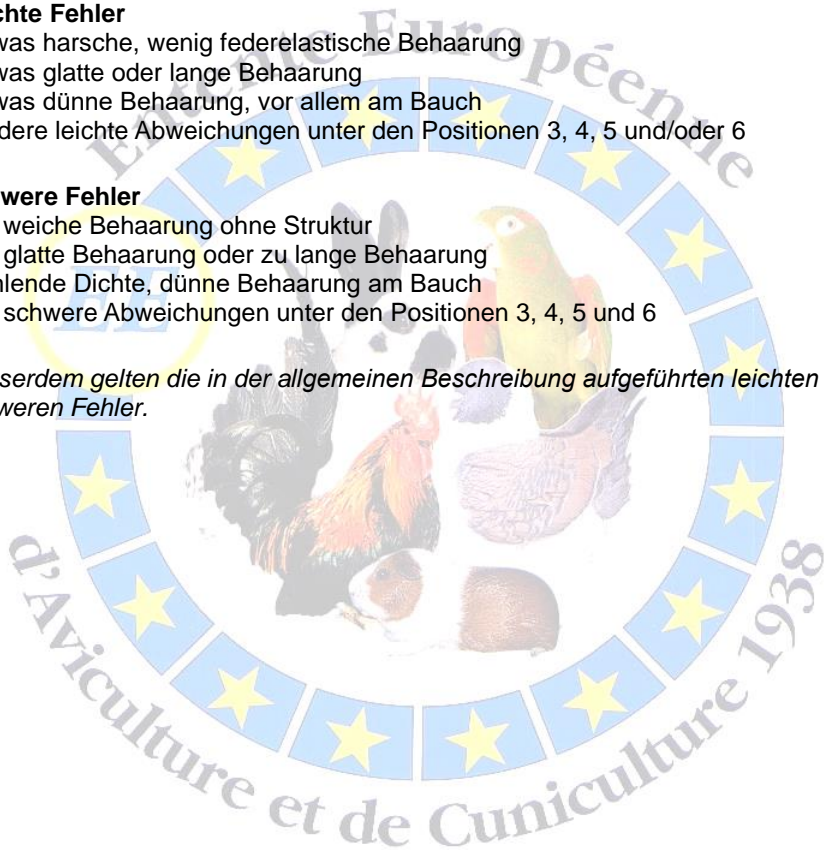 chte Fehler
was harsche, wenig federelastische Behaarung
was glatte oder lange Behaarung
was dünne Behaarung, vor allem am Bauch
dere leichte Abweichungen unter den Positionen 3, 4, 5 und/oder 6
were Fehler
weiche Behaarung ohne Struktur
glatte Behaarung oder zu lange Behaarung
hlende Dichte, dünne Behaarung am Bauch
schwere Abweichungen unter den Positionen 3, 4, 5 und 6
serdem gelten die in der allgemeinen Beschreibung aufgeführten leichten
weren Fehler.
Entente Européenne
EE
d'Aviculture et de Cuniculture 1938